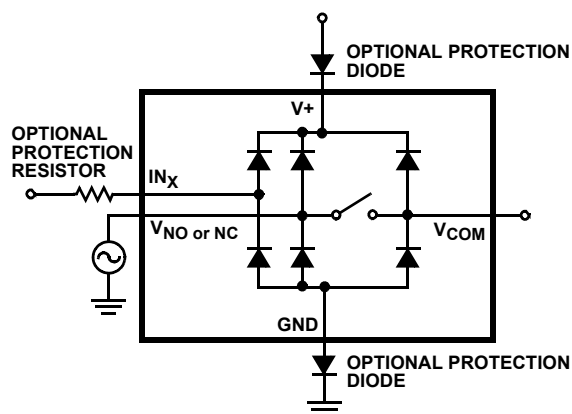 OPTIONAL PROTECTION
DIODE
V+
OPTIONAL
PROTECTION
RESISTOR
INX
VNO or NC
VCOM
GND
OPTIONAL PROTECTION
DIODE